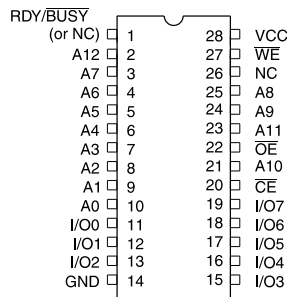 RDY/BUSY
(or NC) 1 28 VCC
A12 2 27 WE
A7 3 26 NC
A6 4 25 A8
A5 5 24 A9
A4 6 23 A11
A3 7 22 OE
A2 8 21 A10
A1 9 20 CE
A0 10 19 I/O7
I/O0 11 18 I/O6
I/O1 12 17 I/O5
I/O2 13 16 I/O4
GND 14 15 I/O3